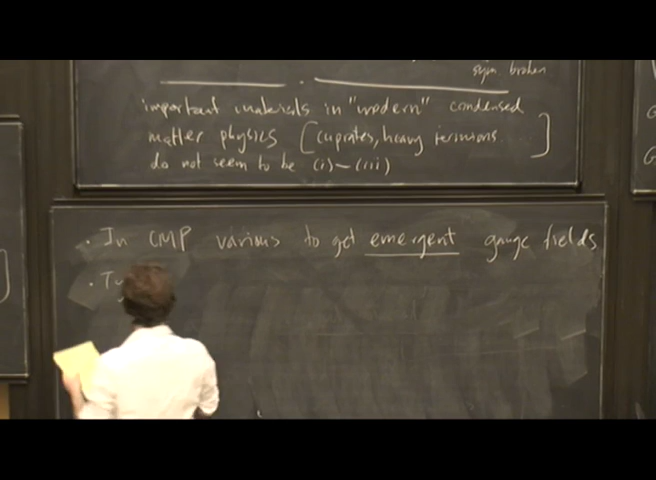 sym. broken
important materials in "modern" condensed
matter physics [cuprates, heavy fermions ...]
do not seem to be (i) – (iii)
• In CMP various to get emergent gauge fields